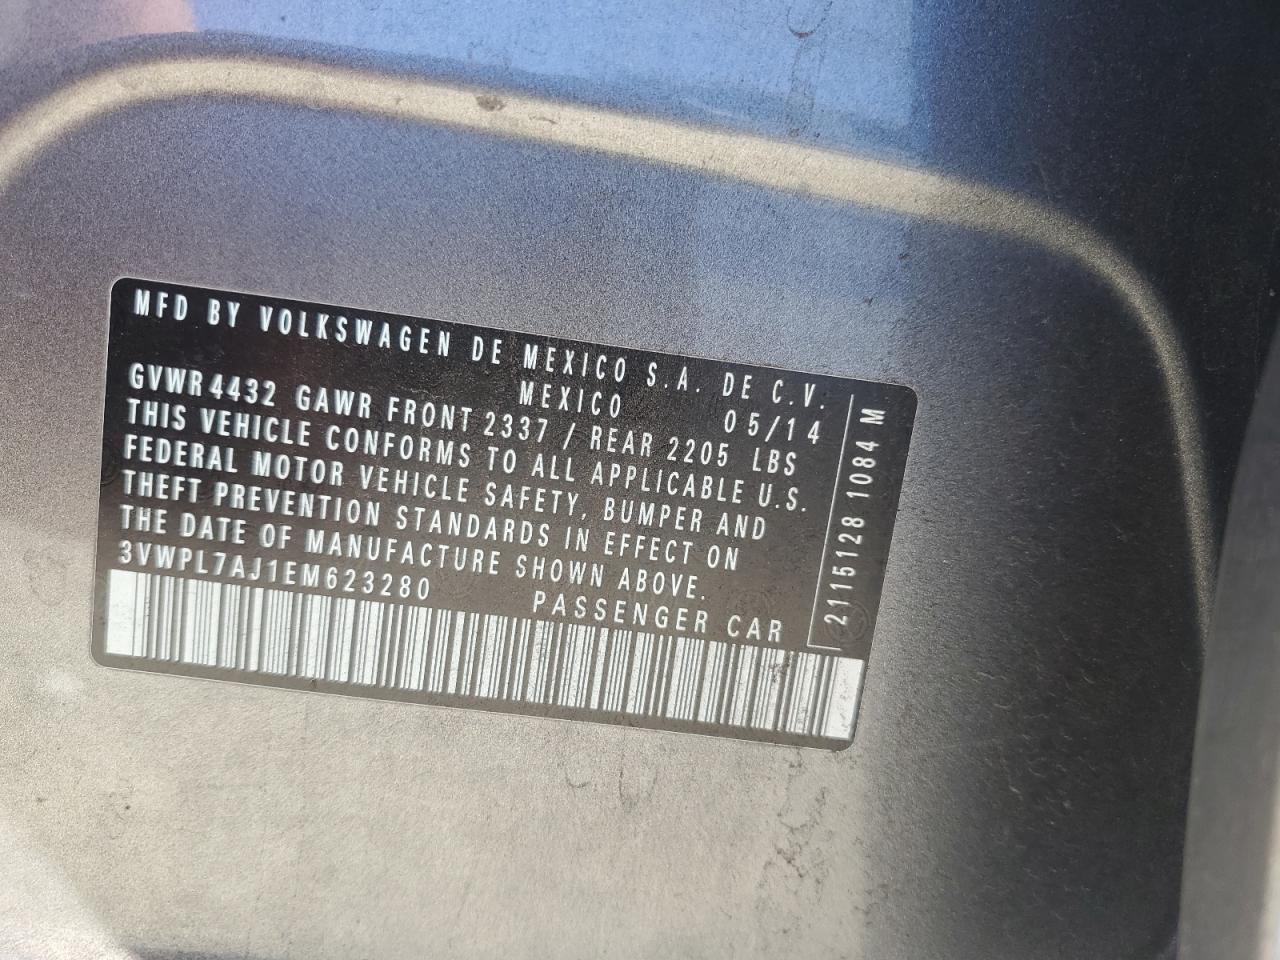 MFD BY VOLKSWAGEN DE MEXICO S.A. DE C.V.
MEXICO 05/14
GVWR 4432 GAWR FRONT 2337 / REAR 2205 LBS
THIS VEHICLE CONFORMS TO ALL APPLICABLE U.S.
FEDERAL MOTOR VEHICLE SAFETY, BUMPER AND
THEFT PREVENTION STANDARDS IN EFFECT ON
THE DATE OF MANUFACTURE SHOWN ABOVE.
3VWPL7AJ1EM623280 PASSENGER CAR
2115128 1084 M